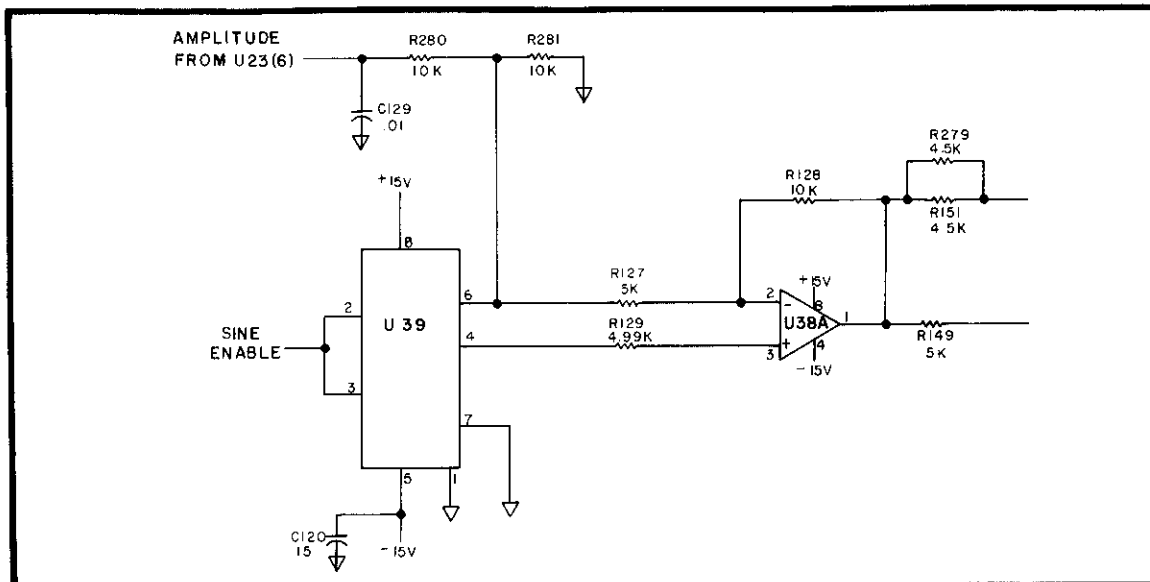 AMPLITUDE
FROM U23(6)
R280
10K
R281
10K
C129
.01
+15V
8
R279
4.5K
R128
10K
R151
4.5K
2
U39
6
R127
5K
2
-
+15V
8
U38A
1
SINE
ENABLE
4
R129
4.99K
+
3
4
-15V
R149
5K
3
7
5
1
C120
15
-15V